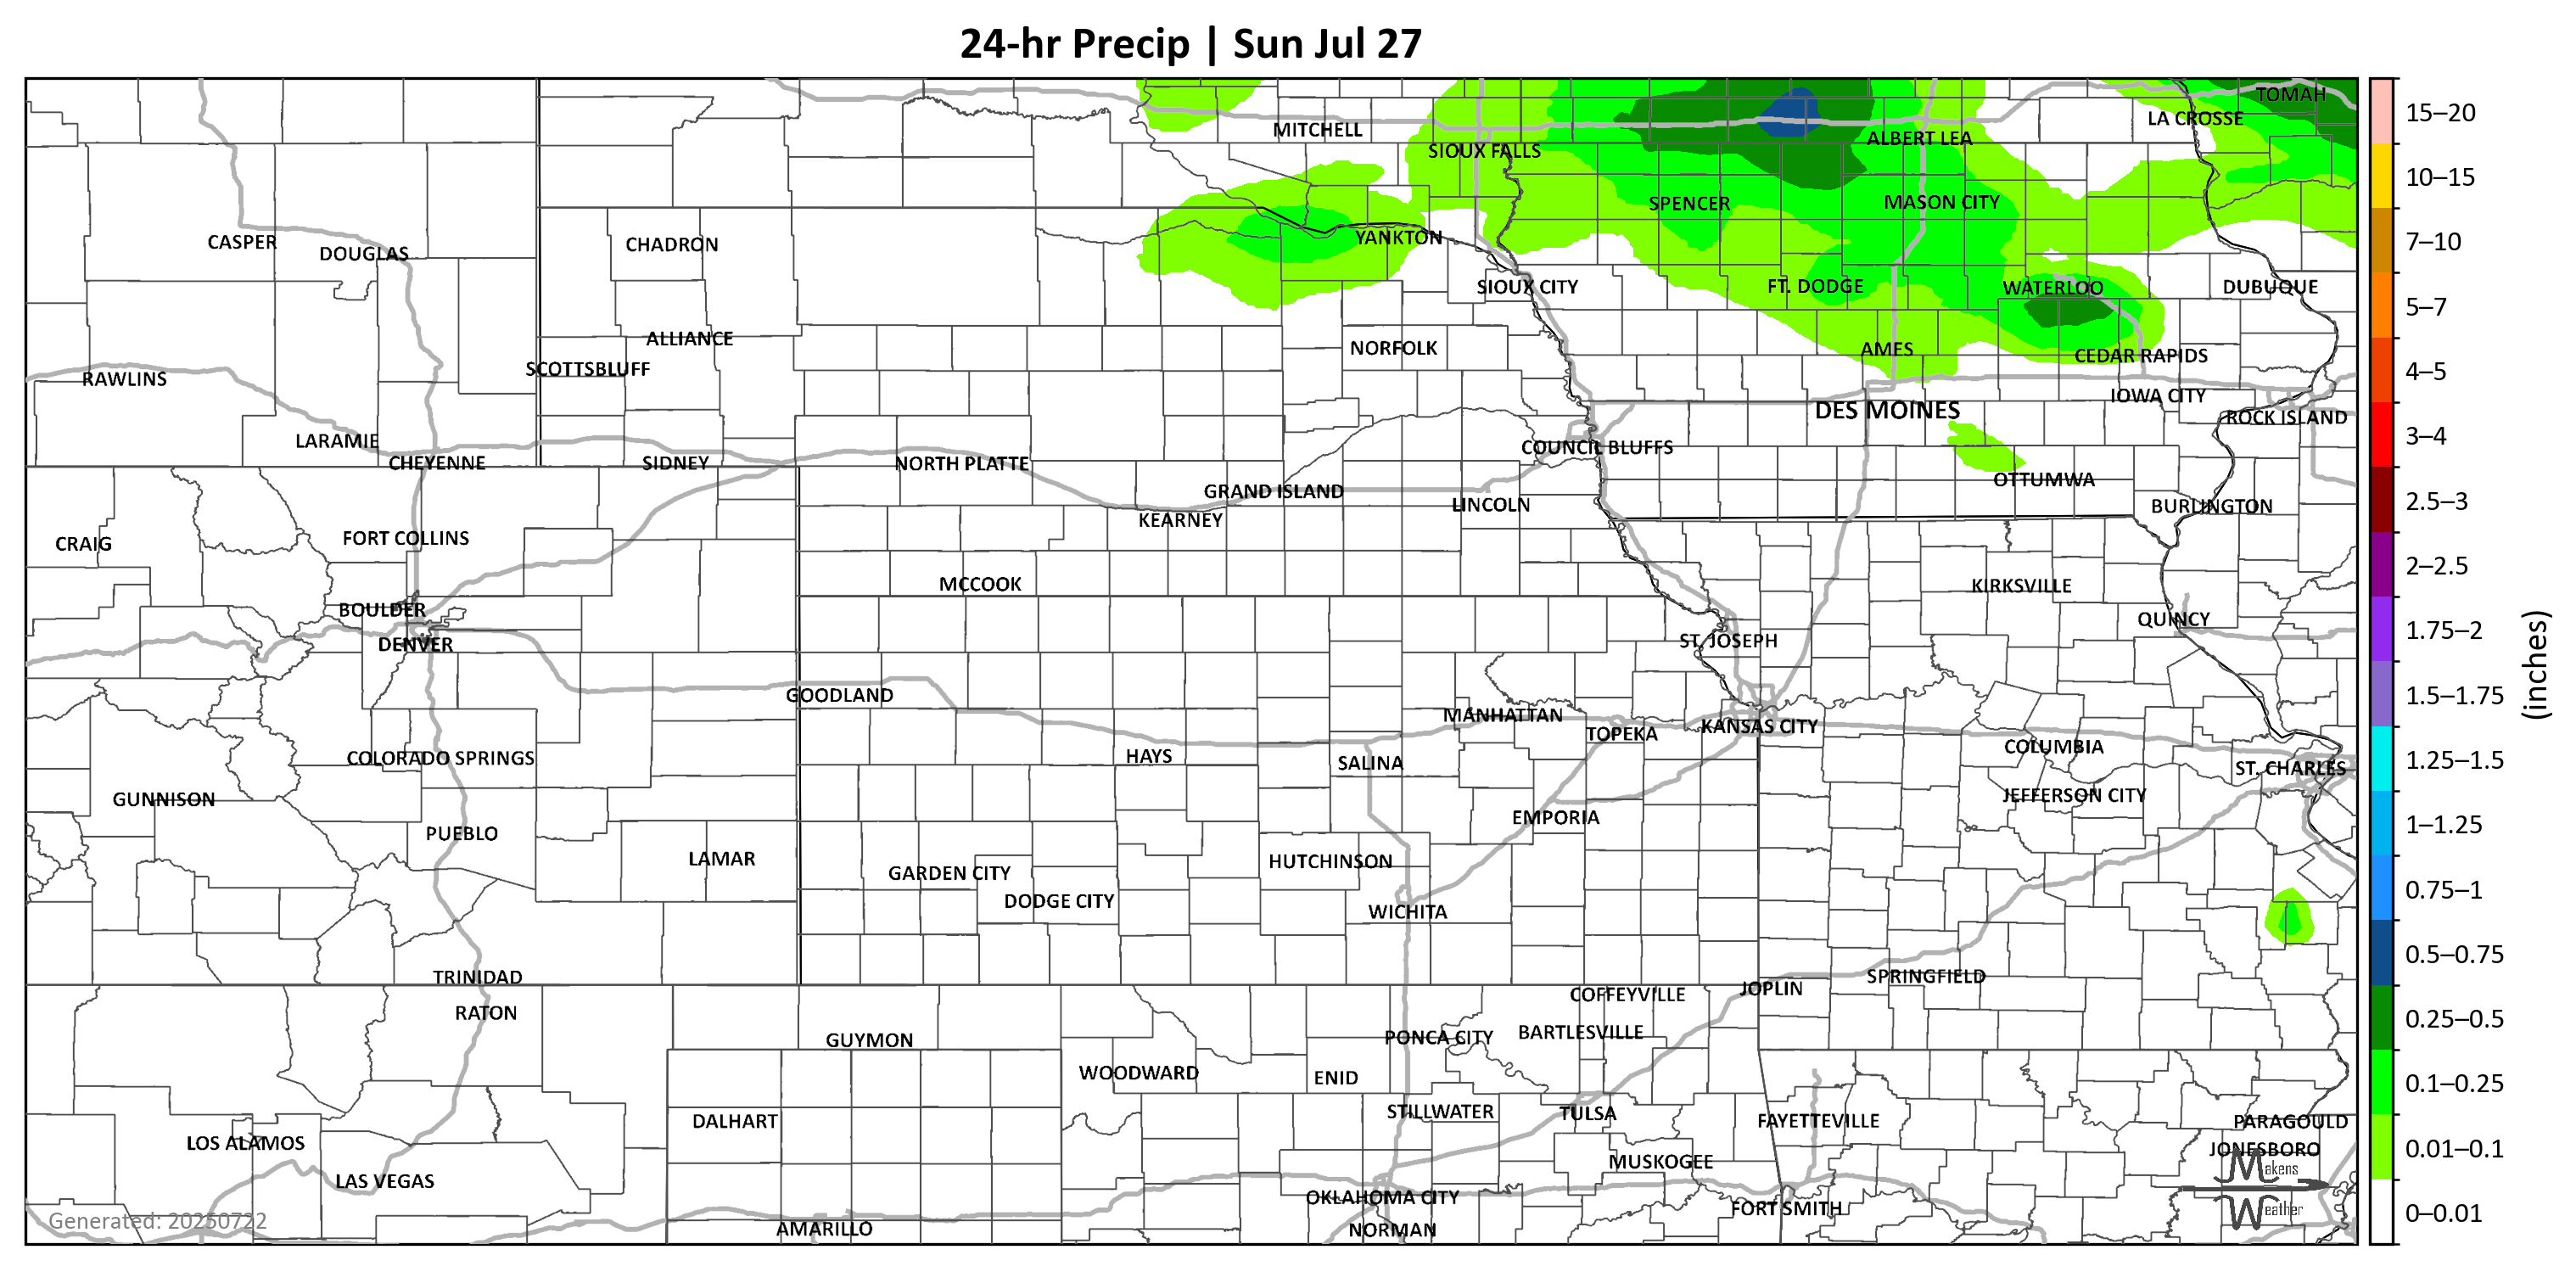 24-hr Precip | Sun Jul 27
TOMAH
LA CROSSE
MITCHELL
ALBERT LEA
SIOUX FALLS
SPENCER
MASON CITY
CASPER
DOUGLAS
CHADRON
YANKTON
SIOUX CITY
FT. DODGE
WATERLOO
DUBUQUE
ALLIANCE
NORFOLK
AMES
CEDAR RAPIDS
SCOTTSBLUFF
RAWLINS
IOWA CITY
DES MOINES
ROCK ISLAND
LARAMIE
COUNCIL BLUFFS
CHEYENNE
SIDNEY
NORTH PLATTE
OTTUMWA
GRAND ISLAND
LINCOLN
BURLINGTON
KEARNEY
CRAIG
FORT COLLINS
MCCOOK
KIRKSVILLE
BOULDER
QUINCY
DENVER
ST. JOSEPH
GOODLAND
MANHATTAN
TOPEKA
KANSAS CITY
COLUMBIA
COLORADO SPRINGS
HAYS
SALINA
ST. CHARLES
GUNNISON
JEFFERSON CITY
EMPORIA
PUEBLO
LAMAR
HUTCHINSON
GARDEN CITY
DODGE CITY
WICHITA
TRINIDAD
SPRINGFIELD
JOPLIN
COFFEYVILLE
RATON
GUYMON
PONCA CITY
BARTLESVILLE
WOODWARD
ENID
STILLWATER
TULSA
DALHART
FAYETTEVILLE
PARAGOULD
LOS ALAMOS
JONESBORO
MUSKOGEE
LAS VEGAS
OKLAHOMA CITY
FORT SMITH
AMARILLO
NORMAN
Generated: 20250722
Makens
Weather
15–20
10–15
7–10
5–7
4–5
3–4
2.5–3
2–2.5
1.75–2
1.5–1.75
1.25–1.5
1–1.25
0.75–1
0.5–0.75
0.25–0.5
0.1–0.25
0.01–0.1
0–0.01
(inches)